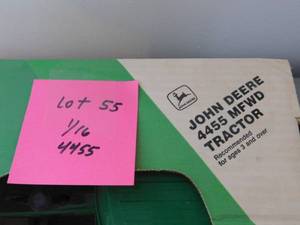 Lot 55
1/16
4455
JOHN DEERE
4455 MFWD
TRACTOR
Recommended
for ages 3 and over